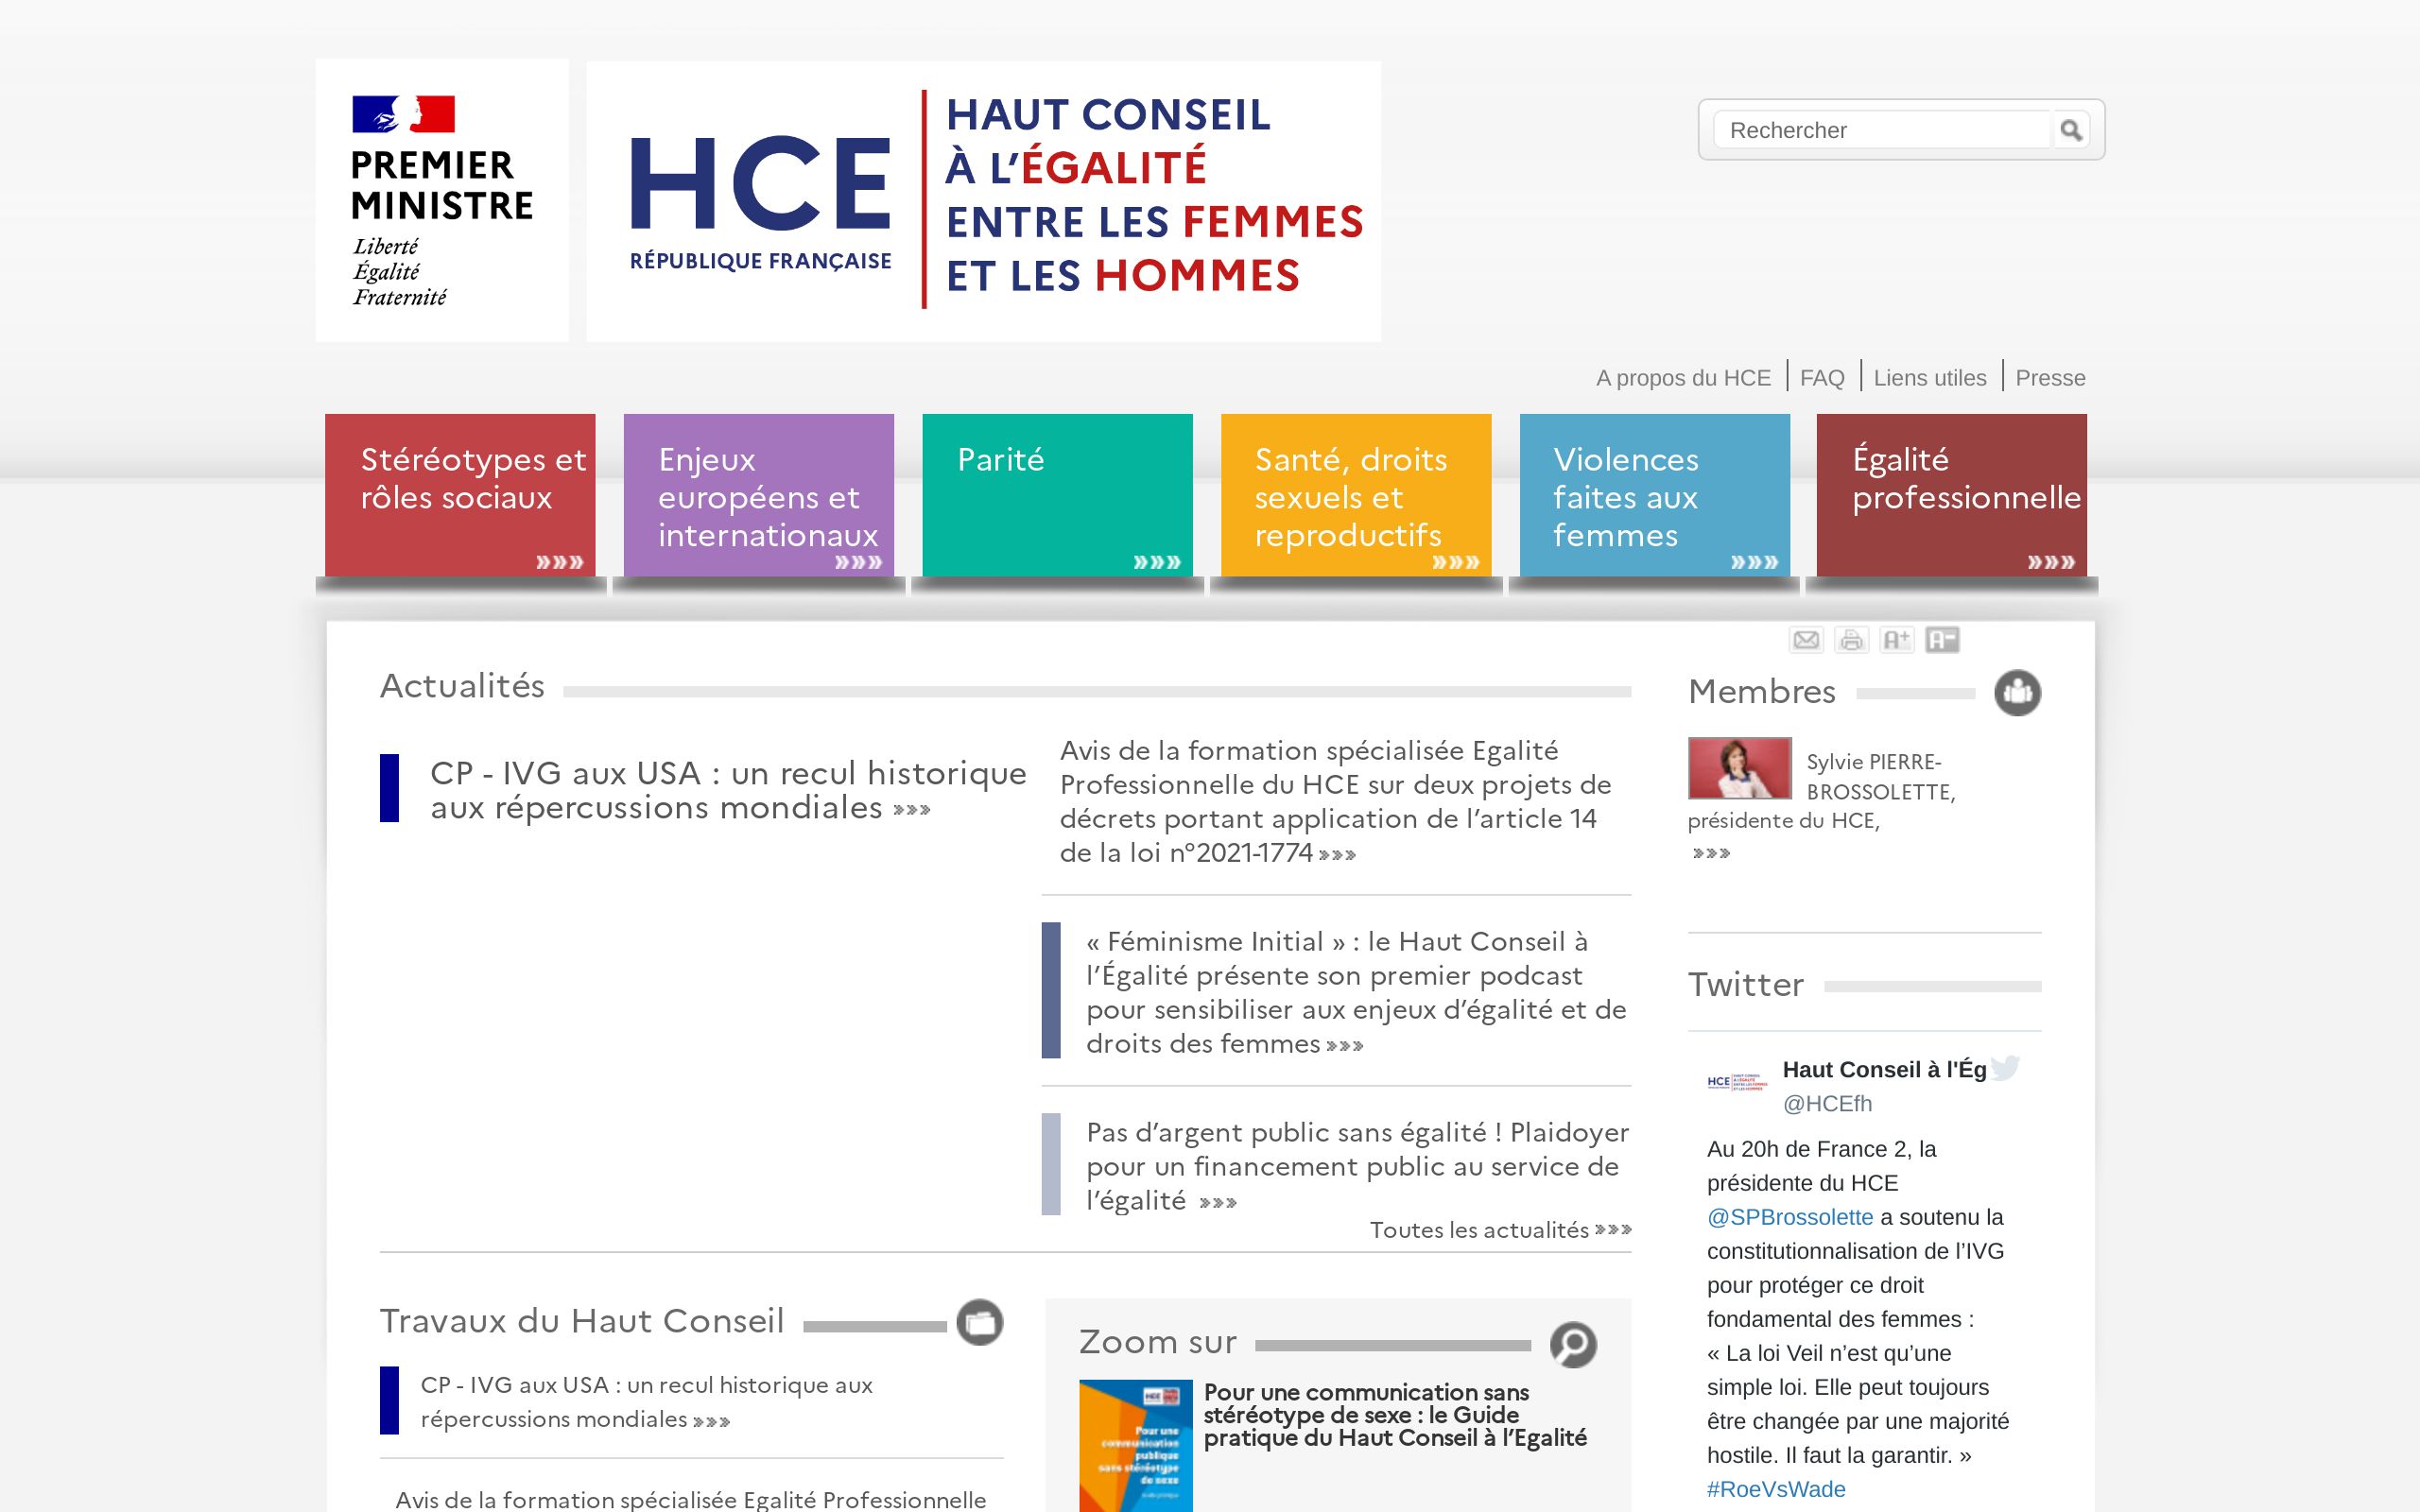 PREMIER
MINISTRE
Liberté
Égalité
Fraternité
HCE
RÉPUBLIQUE FRANÇAISE
HAUT CONSEIL
À L’ÉGALITÉ
ENTRE LES FEMMES
ET LES HOMMES
Rechercher
A propos du HCE
FAQ
Liens utiles
Presse
Stéréotypes et
rôles sociaux
Enjeux
européens et
internationaux
Parité
Santé, droits
sexuels et
reproductifs
Violences
faites aux
femmes
Égalité
professionnelle
A+
A-
Actualités
CP - IVG aux USA : un recul historique
aux répercussions mondiales
Avis de la formation spécialisée Egalité
Professionnelle du HCE sur deux projets de
décrets portant application de l’article 14
de la loi n°2021-1774
« Féminisme Initial » : le Haut Conseil à
l’Égalité présente son premier podcast
pour sensibiliser aux enjeux d’égalité et de
droits des femmes
Pas d’argent public sans égalité ! Plaidoyer
pour un financement public au service de
l’égalité
Toutes les actualités
Membres
Sylvie PIERRE-
BROSSOLETTE,
présidente du HCE,
Twitter
HCE
Haut Conseil à l'Ég
@HCEfh
Au 20h de France 2, la
présidente du HCE
@SPBrossolette a soutenu la
constitutionnalisation de l’IVG
pour protéger ce droit
fondamental des femmes :
« La loi Veil n’est qu’une
simple loi. Elle peut toujours
être changée par une majorité
hostile. Il faut la garantir. »
#RoeVsWade
Travaux du Haut Conseil
CP - IVG aux USA : un recul historique aux
répercussions mondiales
Avis de la formation spécialisée Egalité Professionnelle
Zoom sur
Pour une
communication
publique
sans stéréotype
de sexe
Pour une communication sans
stéréotype de sexe : le Guide
pratique du Haut Conseil à l’Egalité